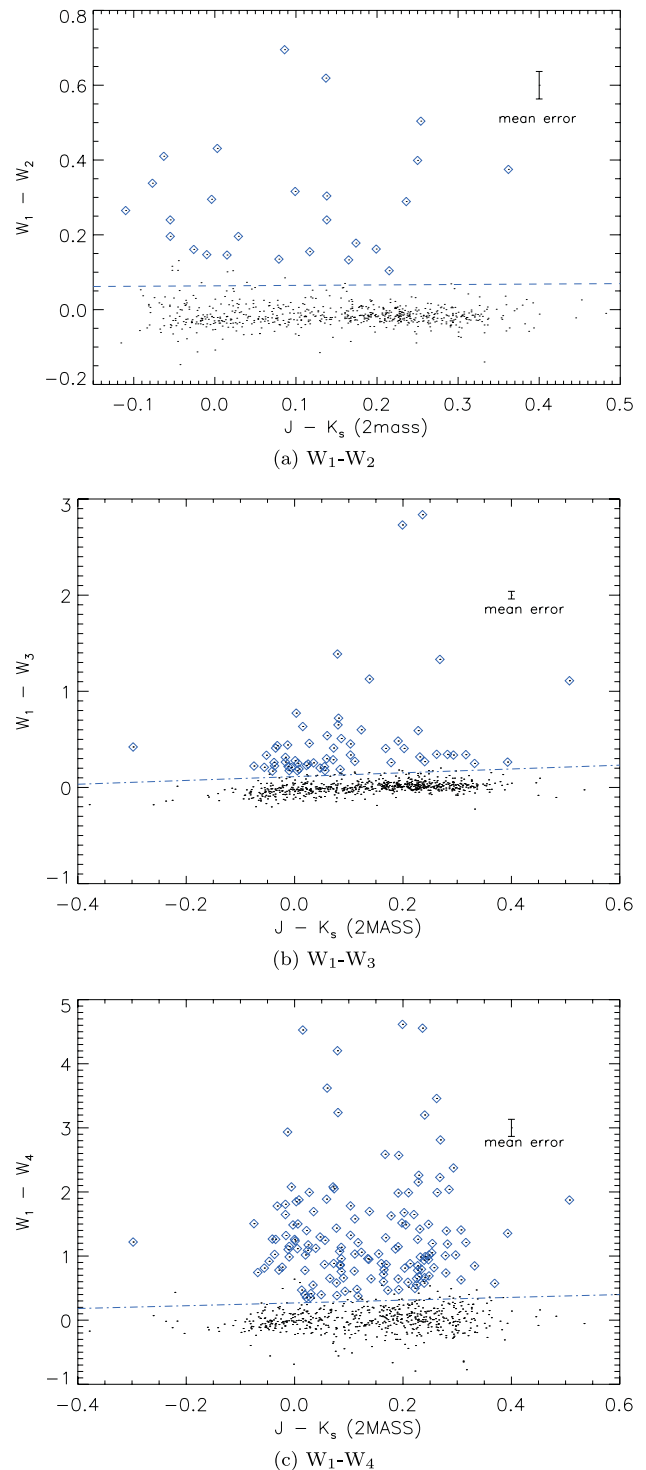 0.8
0.6
0.4
0.2
0.0
-0.2
W₁ - W₂
mean error
-0.1 0.0 0.1 0.2 0.3 0.4 0.5
J - Kₛ (2mass)
(a) W₁-W₂
3
2
1
0
-1
W₁ - W₃
mean error
-0.4 -0.2 0.0 0.2 0.4 0.6
J - Kₛ (2MASS)
(b) W₁-W₃
5
4
3
2
1
0
-1
W₁ - W₄
mean error
-0.4 -0.2 0.0 0.2 0.4 0.6
J - Kₛ (2MASS)
(c) W₁-W₄